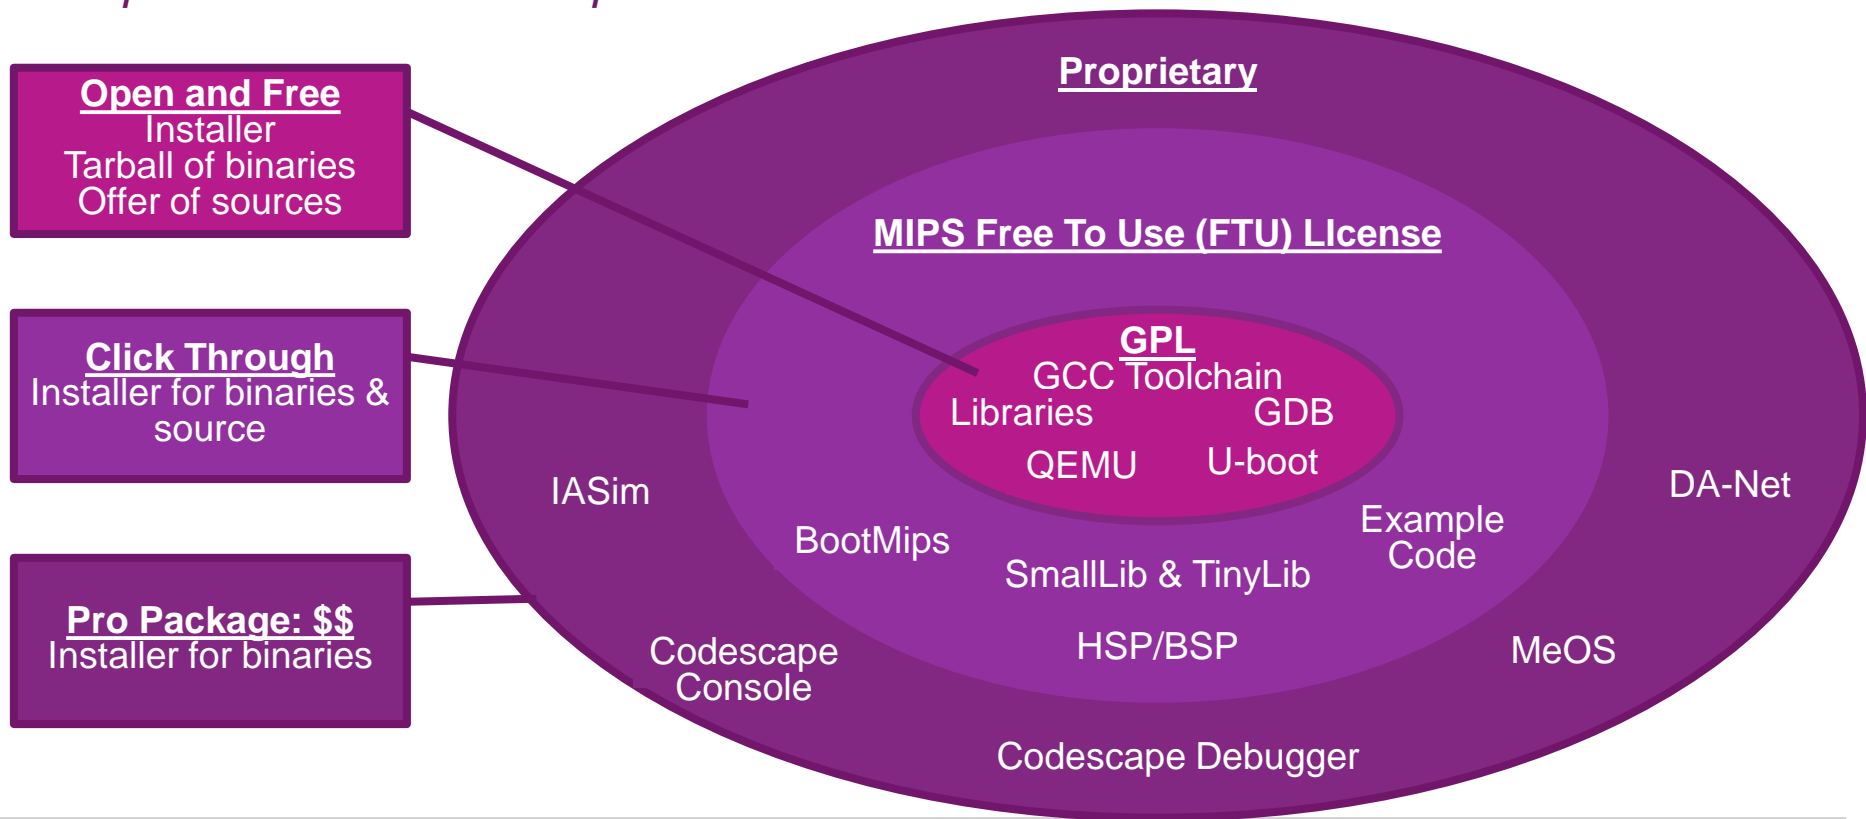 Open and Free
Installer
Tarball of binaries
Offer of sources
Click Through
Installer for binaries &
source
Pro Package: $$
Installer for binaries
Proprietary
MIPS Free To Use (FTU) LIcense
GPL
GCC Toolchain
Libraries GDB
QEMU U-boot
IASim
DA-Net
BootMips
Example
Code
SmallLib & TinyLib
HSP/BSP
Codescape
Console
MeOS
Codescape Debugger